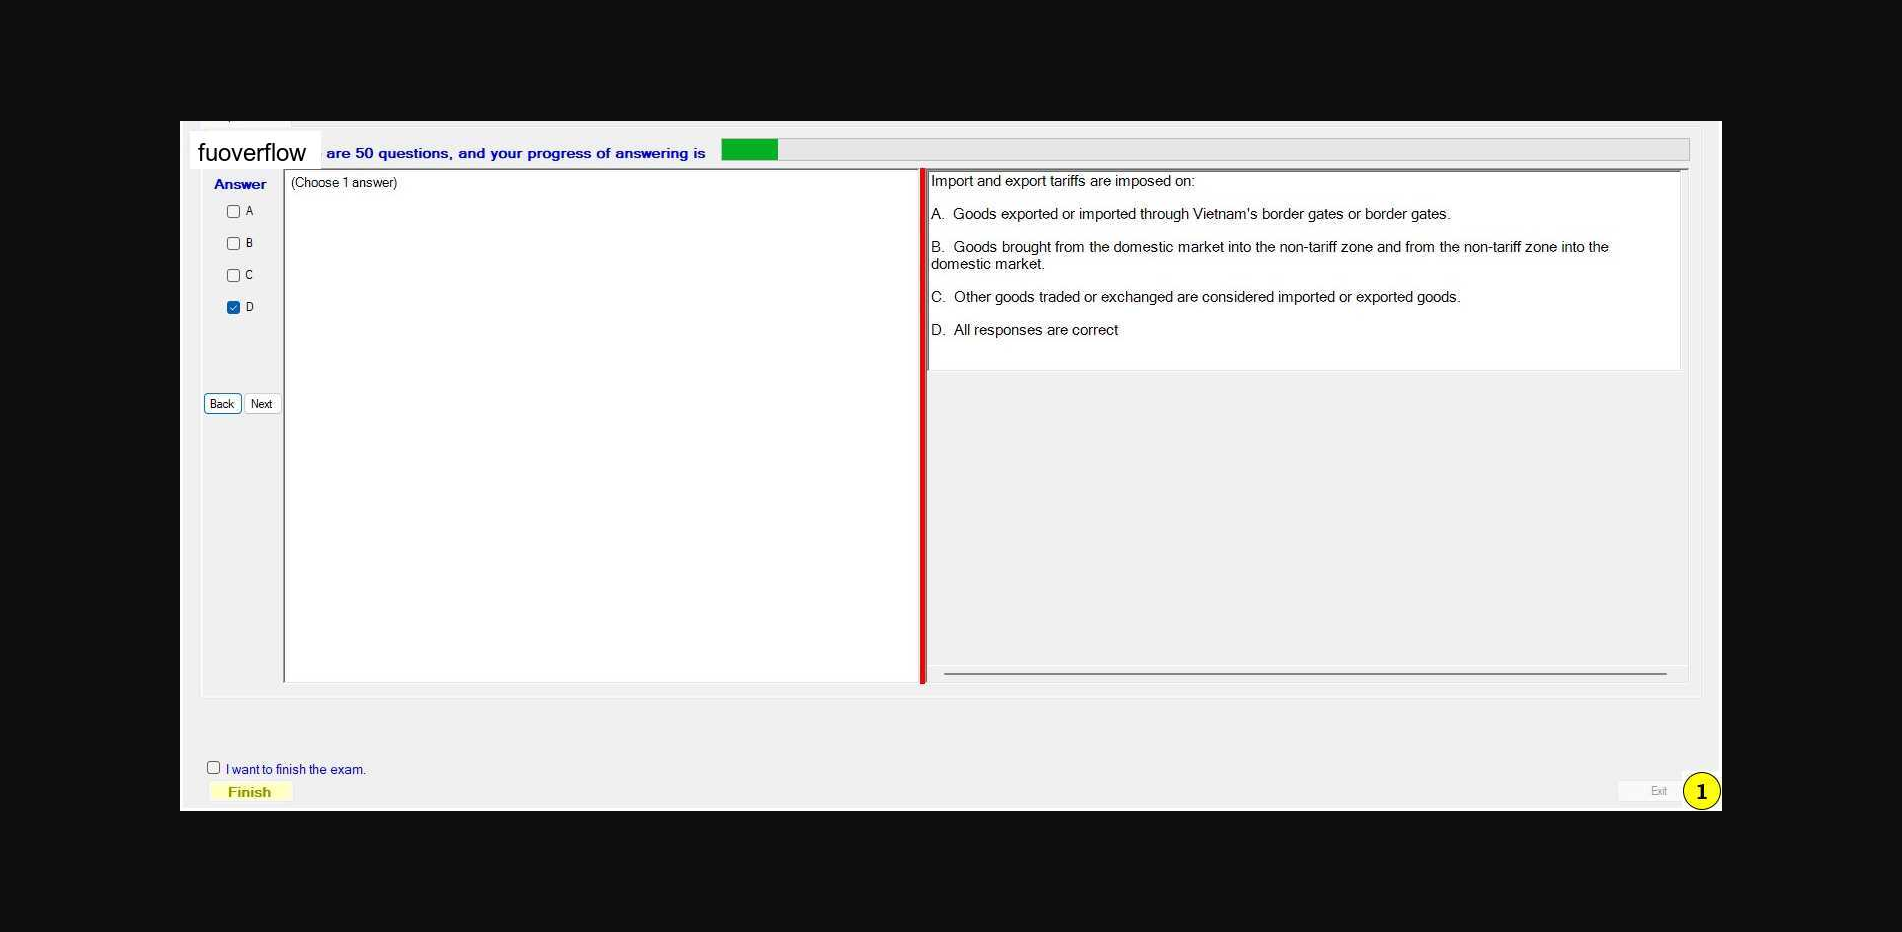 fuoverflow are 50 questions, and your progress of answering is
Answer
A
B
C
D
Back Next
(Choose 1 answer)
Import and export tariffs are imposed on:
A. Goods exported or imported through Vietnam's border gates or border gates.
B. Goods brought from the domestic market into the non-tariff zone and from the non-tariff zone into the
domestic market.
C. Other goods traded or exchanged are considered imported or exported goods.
D. All responses are correct
I want to finish the exam.
Finish
Exit
1